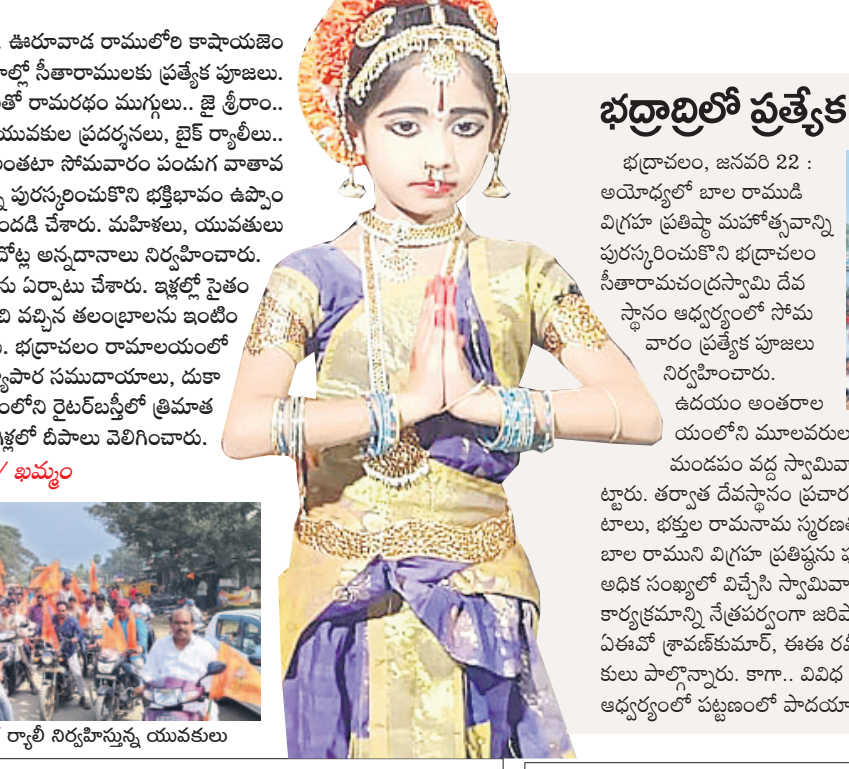 ఊరూవాడ రాములోరి కాషాయజెం
సీతారాములకు ప్రత్యేక పూజలు.
రామరథం ముగ్గులు.. జై శ్రీరాం..
యువకుల ప్రదర్శనలు, బైక్ ర్యాలీలు..
సోమవారం పండుగ వాతావ
పురస్కరించుకొని భక్తిభావం ఉప్పొం
చేశారు. మహిళలు, యువతులు
అన్నదానాలు నిర్వహించారు.
ఏర్పాటు చేశారు. ఇళ్లల్లో సైతం
వచ్చిన తలంబ్రాలను ఇంటిం
భద్రాచలం రామాలయంలో
సముదాయాలు, దుకా
రైటర్‌బస్తీలో త్రిమాత
దీపాలు వెలిగించారు.
/ ఖమ్మం
ర్యాలీ నిర్వహిస్తున్న యువకులు
భద్రాద్రిలో ప్రత్యేక
భద్రాచలం, జనవరి 22 :
అయోధ్యలో బాల రాముడి
విగ్రహ ప్రతిష్ఠా మహోత్సవాన్ని
పురస్కరించుకొని భద్రాచలం
సీతారామచంద్రస్వామి దేవ
స్థానం ఆధ్వర్యంలో సోమ
వారం ప్రత్యేక పూజలు
నిర్వహించారు.
ఉదయం అంతరాల
యంలోని మూలవరుల
మండపం వద్ద స్వామివా
ట్టారు. తర్వాత దేవస్థానం ప్రచార
టాలు, భక్తుల రామనామ స్మరణ
బాల రాముని విగ్రహ ప్రతిష్ఠను
అధిక సంఖ్యలో విచ్చేసి స్వామివా
కార్యక్రమాన్ని నేత్రపర్వంగా జరిపా
ఏఈవో శ్రావణ్‌కుమార్, ఈఈ
కులు పాల్గొన్నారు. కాగా.. వివిధ
ఆధ్వర్యంలో పట్టణంలో పాదయా